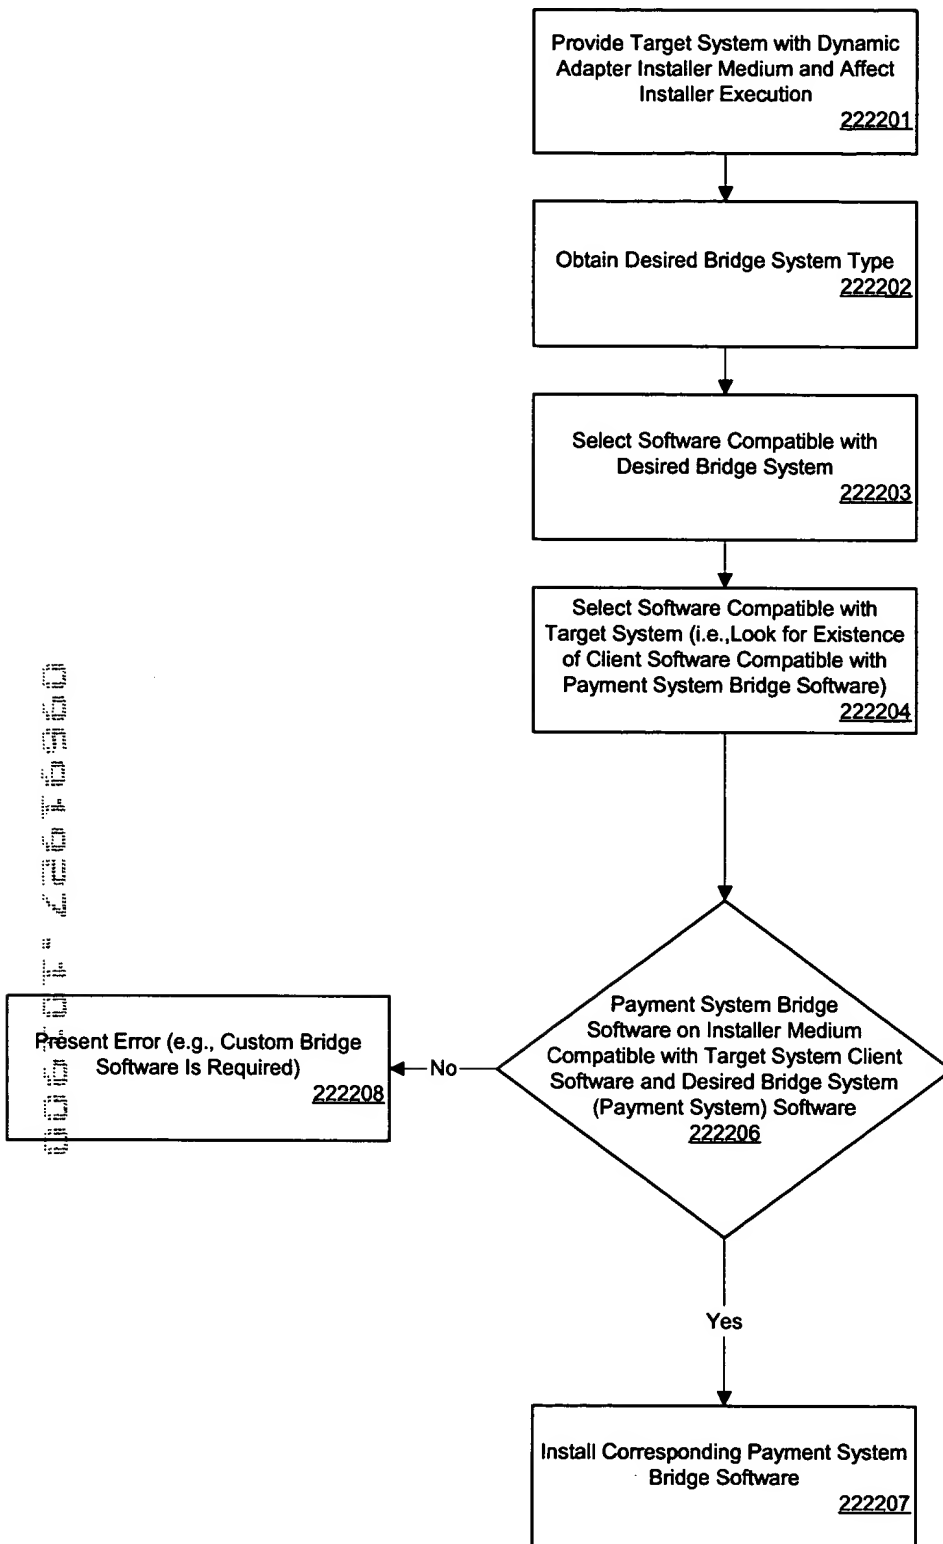 Provide Target System with Dynamic
Adapter Installer Medium and Affect
Installer Execution
222201
Obtain Desired Bridge System Type
222202
Select Software Compatible with
Desired Bridge System
222203
Select Software Compatible with
Target System (i.e.,Look for Existence
of Client Software Compatible with
Payment System Bridge Software)
222204
Payment System Bridge
Software on Installer Medium
Compatible with Target System Client
Software and Desired Bridge System
(Payment System) Software
222206
No
Present Error (e.g., Custom Bridge
Software Is Required)
222208
Yes
Install Corresponding Payment System
Bridge Software
222207